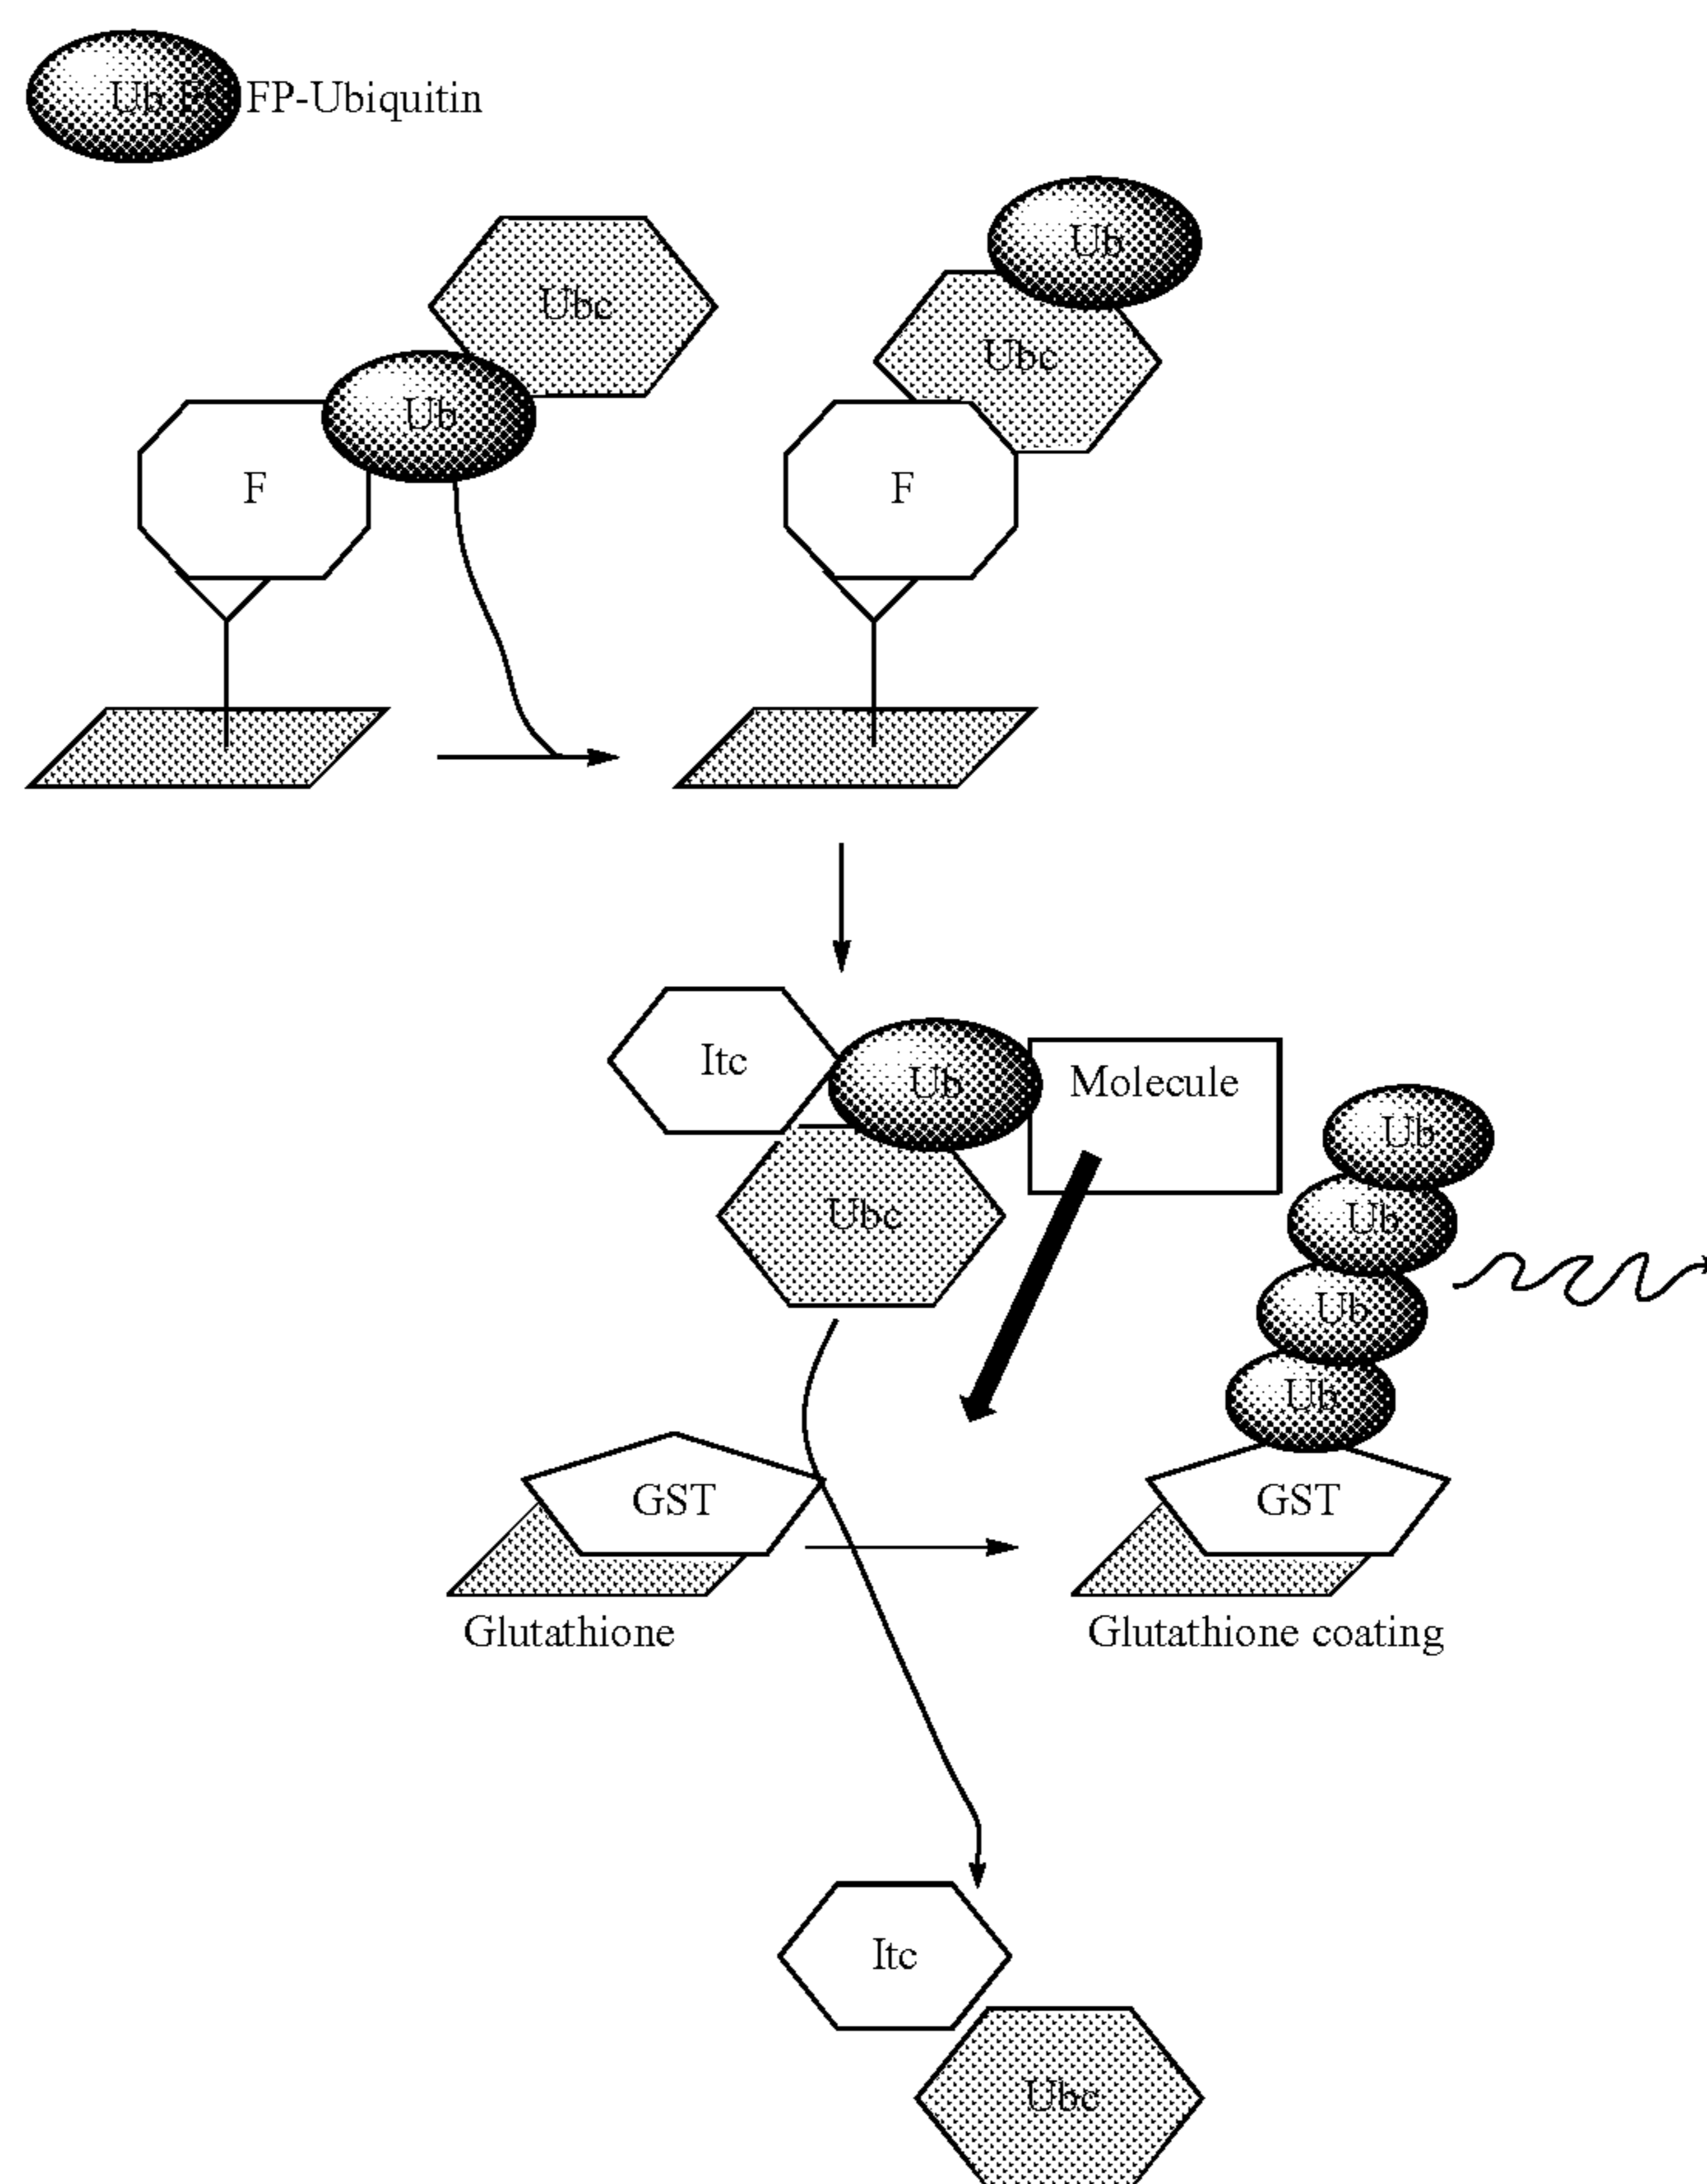 Ub FP-Ubiquitin
Ubc
Ub
Ub
Ubc
F
F
Itc
Ub
Molecule
Ub
Ub
Ubc
Ub
Ub
GST
GST
Glutathione
Glutathione coating
Itc
Ubc